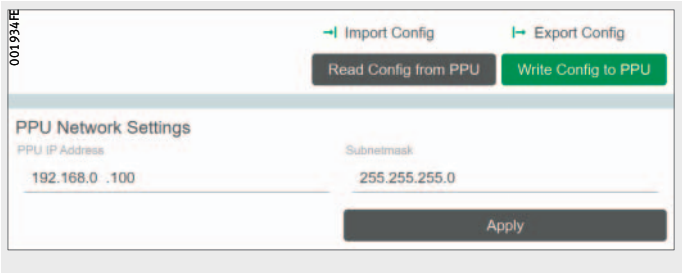 001934FE
Import Config
Export Config
Read Config from PPU
Write Config to PPU
PPU Network Settings
PPU IP Address
Subnetmask
192.168.0 .100
255.255.255.0
Apply